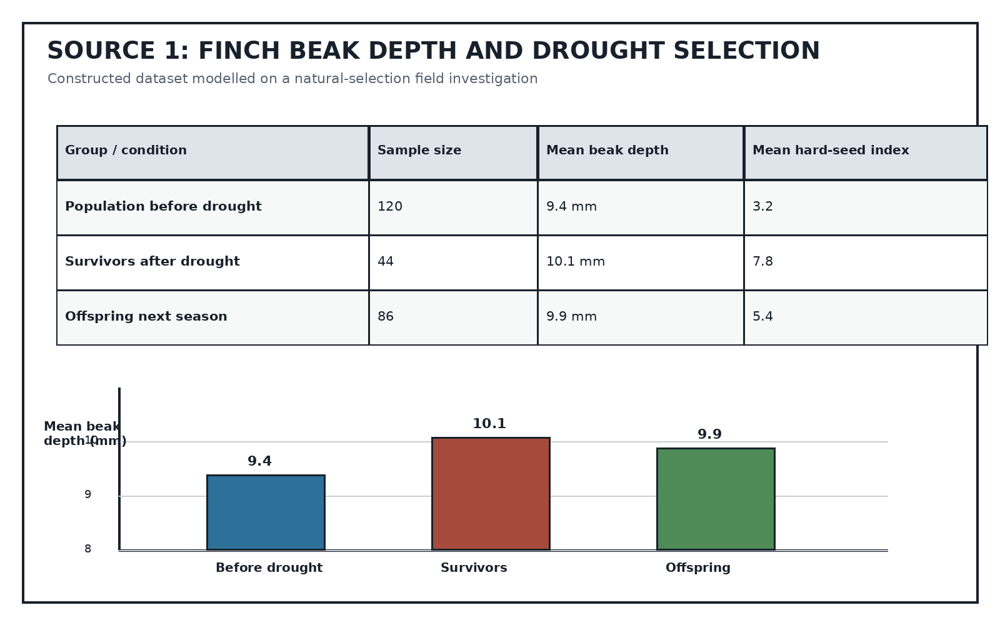 SOURCE 1: FINCH BEAK DEPTH AND DROUGHT SELECTION
Constructed dataset modelled on a natural-selection field investigation
Group / condition Sample size Mean beak depth Mean hard-seed index
Population before drought 120 9.4 mm 3.2
Survivors after drought 44 10.1 mm 7.8
Offspring next season 86 9.9 mm 5.4
Mean beak
depth (mm)
10
9
8
9.4
10.1
9.9
Before drought Survivors Offspring